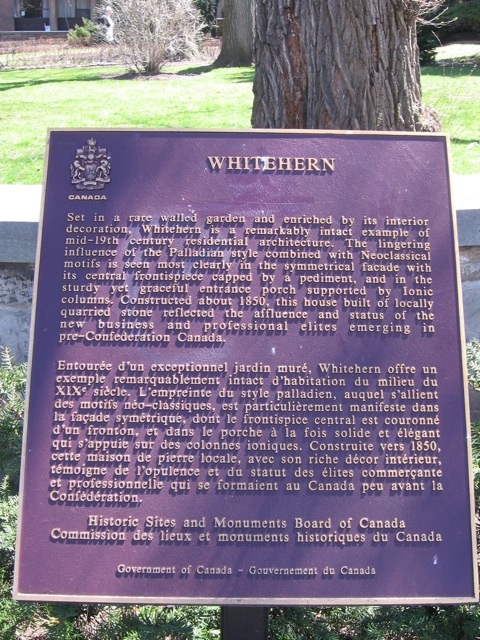 CANADA
WHITEHERN
Set in a rare walled garden and enriched by its interior
decoration, Whitehern is a remarkably intact example of
mid-19th century residential architecture. The lingering
influence of the Palladian style combined with Neoclassical
motifs is seen most clearly in the symmetrical facade with
its central frontispiece capped by a pediment, and in the
sturdy yet graceful entrance porch supported by Ionic
columns. Constructed about 1850, this house built of locally
quarried stone reflected the affluence and status of the
new business and professional elites emerging in
pre-Confederation Canada.
Entourée d'un exceptionnel jardin muré, Whitehern offre un
exemple remarquablement intact d'habitation du milieu du
XIXe siècle. L'empreinte du style palladien, auquel s'allient
des motifs néo-classiques, est particulièrement manifeste dans
la façade symétrique, dont le frontispice central est couronné
d'un fronton, et dans le porche à la fois solide et élégant
qui s'appuie sur des colonnes ioniques. Construite vers 1850,
cette maison de pierre locale, avec son riche décor intérieur,
témoigne de l'opulence et du statut des élites commerçante
et professionnelle qui se formaient au Canada peu avant la
Confédération.
Historic Sites and Monuments Board of Canada
Commission des lieux et monuments historiques du Canada
Government of Canada - Gouvernement du Canada